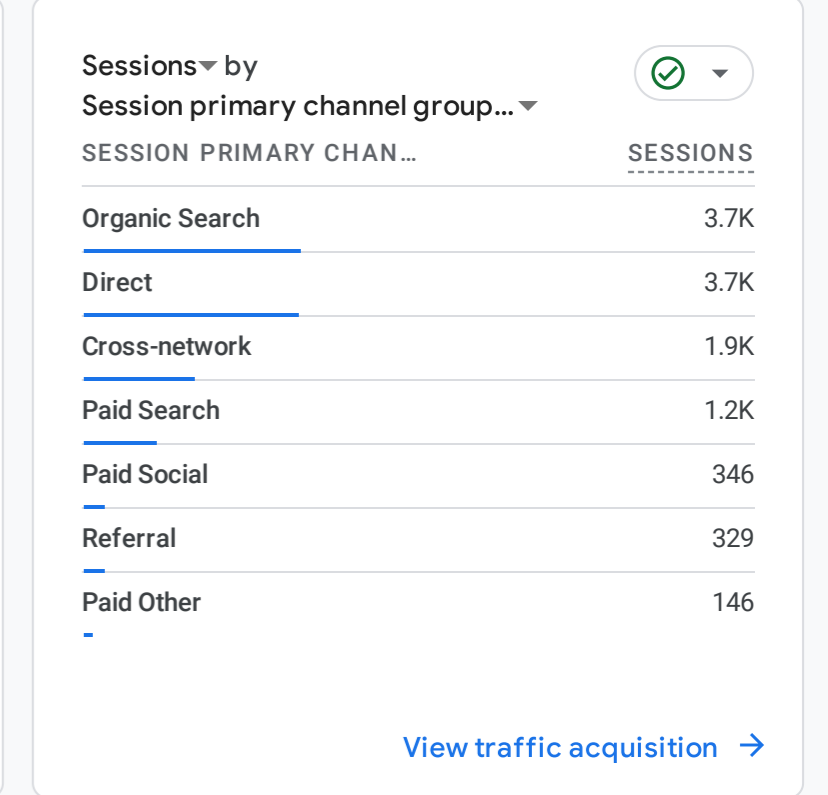 Sessions by
Session primary channel group…
SESSION PRIMARY CHAN… SESSIONS
Organic Search 3.7K
Direct 3.7K
Cross-network 1.9K
Paid Search 1.2K
Paid Social 346
Referral 329
Paid Other 146
View traffic acquisition